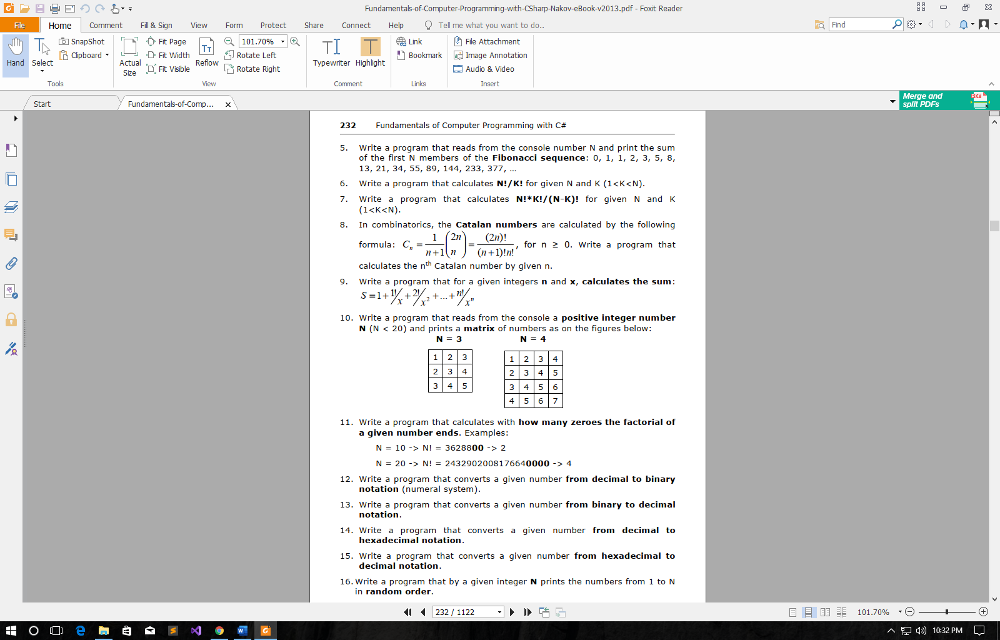 Fundamentals-of-Computer-Programming-with-CSharp-Nakov-eBook-v2013.pdf - Foxit Reader
File Home Comment Fill & Sign View Form Protect Share Connect Help Tell me what you want to do.. Find
Hand Select SnapShot Clipboard Actual Size Fit Page Fit Width Fit Visible Reflow 101.70% Rotate Left Rotate Right Typewriter Highlight Link Bookmark File Attachment Image Annotation Audio & Video
Tools View Comment Links Insert
Start Fundamentals-of-Comp... Merge and
split PDFs PDF
232 Fundamentals of Computer Programming with C#
5. Write a program that reads from the console number N and print the sum
of the first N members of the Fibonacci sequence: 0, 1, 1, 2, 3, 5, 8,
13, 21, 34, 55, 89, 144, 233, 377, …
6. Write a program that calculates N!/K! for given N and K (1<K<N).
7. Write a program that calculates N!*K!/(N-K)! for given N and K
(1<K<N).
8. In combinatorics, the Catalan numbers are calculated by the following
formula: Cₙ = 1/(n+1) (2n n) = (2n)!/((n+1)!n!), for n ≥ 0. Write a program that
calculates the nth Catalan number by given n.
9. Write a program that for a given integers n and x, calculates the sum:
S = 1 + 1!/x + 2!/x² + ... + n!/xⁿ
10. Write a program that reads from the console a positive integer number
N (N < 20) and prints a matrix of numbers as on the figures below:
N = 3 N = 4
1 2 3
2 3 4
3 4 5
1 2 3 4
2 3 4 5
3 4 5 6
4 5 6 7
11. Write a program that calculates with how many zeroes the factorial of
a given number ends. Examples:
N = 10 -> N! = 3628800 -> 2
N = 20 -> N! = 2432902008176640000 -> 4
12. Write a program that converts a given number from decimal to binary
notation (numeral system).
13. Write a program that converts a given number from binary to decimal
notation.
14. Write a program that converts a given number from decimal to
hexadecimal notation.
15. Write a program that converts a given number from hexadecimal to
decimal notation.
16. Write a program that by a given integer N prints the numbers from 1 to N
in random order.
232 / 1122 101.70%
10:32 PM